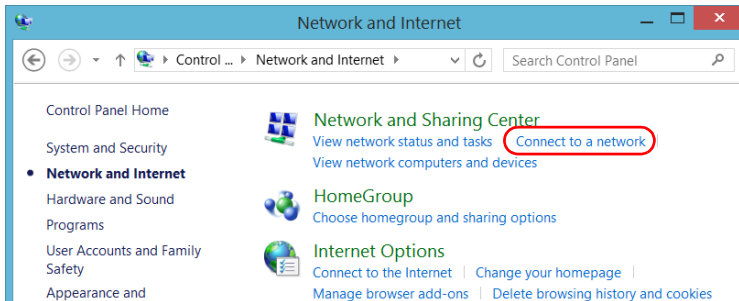 Network and Internet
Control ... Network and Internet
Search Control Panel
Control Panel Home
System and Security
Network and Internet
Hardware and Sound
Programs
User Accounts and Family
Safety
Appearance and
Network and Sharing Center
View network status and tasks
Connect to a network
View network computers and devices
HomeGroup
Choose homegroup and sharing options
Internet Options
Connect to the Internet
Change your homepage
Manage browser add-ons
Delete browsing history and cookies